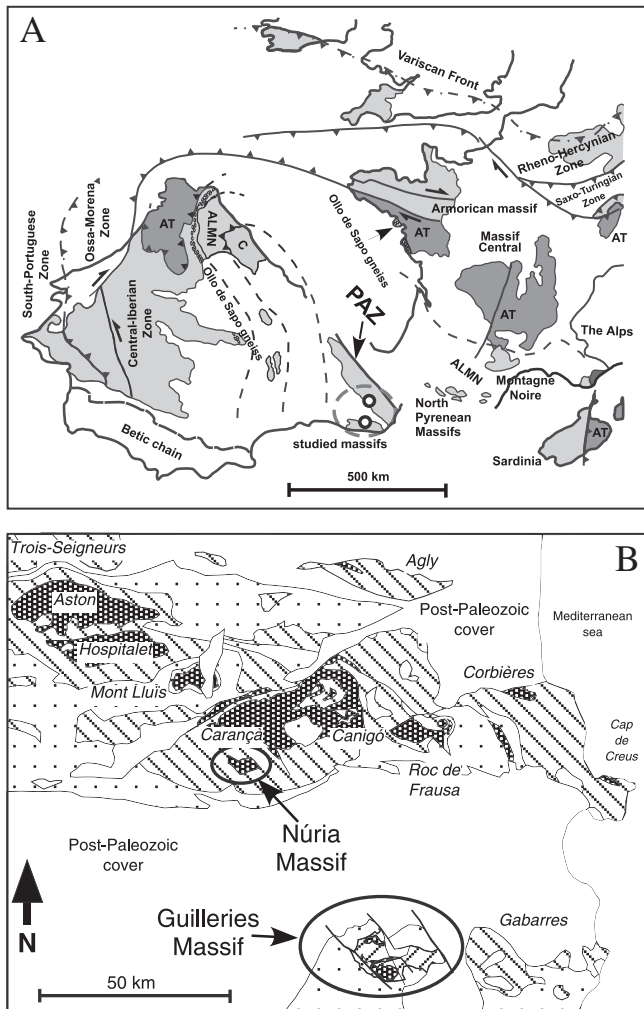 A
Variscan Front
Rheno-Hercynian
Zone
Saxo-Turingian
Zone
Armorican massif
South-Portuguese
Zone
Ossa-Morena
Zone
AT
ALMN
C
Ollo de Sapo gneiss
Ollo de Sapo gneiss
AT
Massif
Central
AT
AT
Central-Iberian
Zone
PAZ
The Alps
ALMN
Montagne
Noire
North
Pyrenean
Massifs
Betic chain
studied massifs
Sardinia
AT
500 km
B
Trois-Seigneurs
Agly
Aston
Post-Paleozoic
cover
Mediterranean
sea
Hospitalet
Mont Lluís
Corbières
Carançà
Canigó
Cap
de
Creus
Roc de
Frausa
Núria
Massif
Post-Paleozoic
cover
N
Guilleries
Massif
Gabarres
50 km